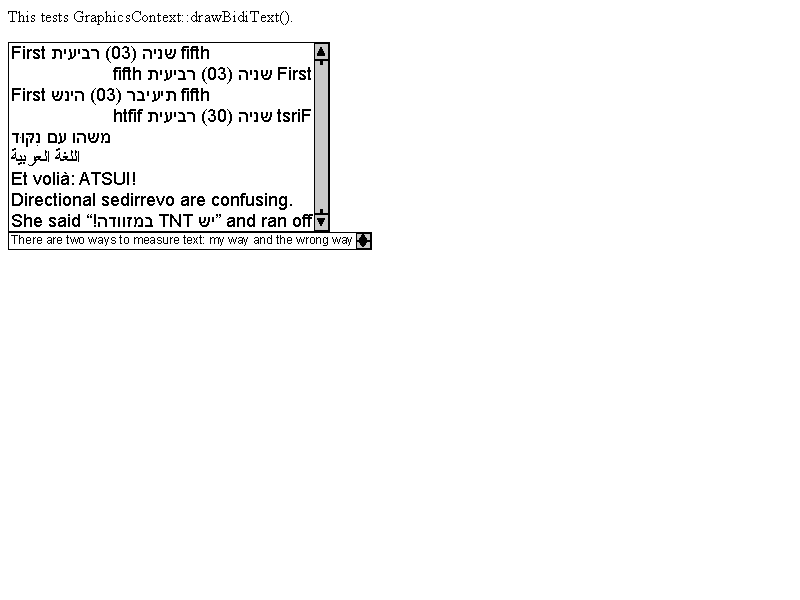 This tests GraphicsContext::drawBidiText().
First שניה (03) רביעית fifth
First שניה (03) רביעית fifth
First תיעיבר (03) הינש fifth
tsriF שניה (30) רביעית htfif
משהו עם נִקּוּד
اللغة العربية
Et volià: ATSUI!
Directional sedirrevo are confusing.
She said “יש TNT במזוודה!” and ran off
There are two ways to measure text: my way and the wrong way